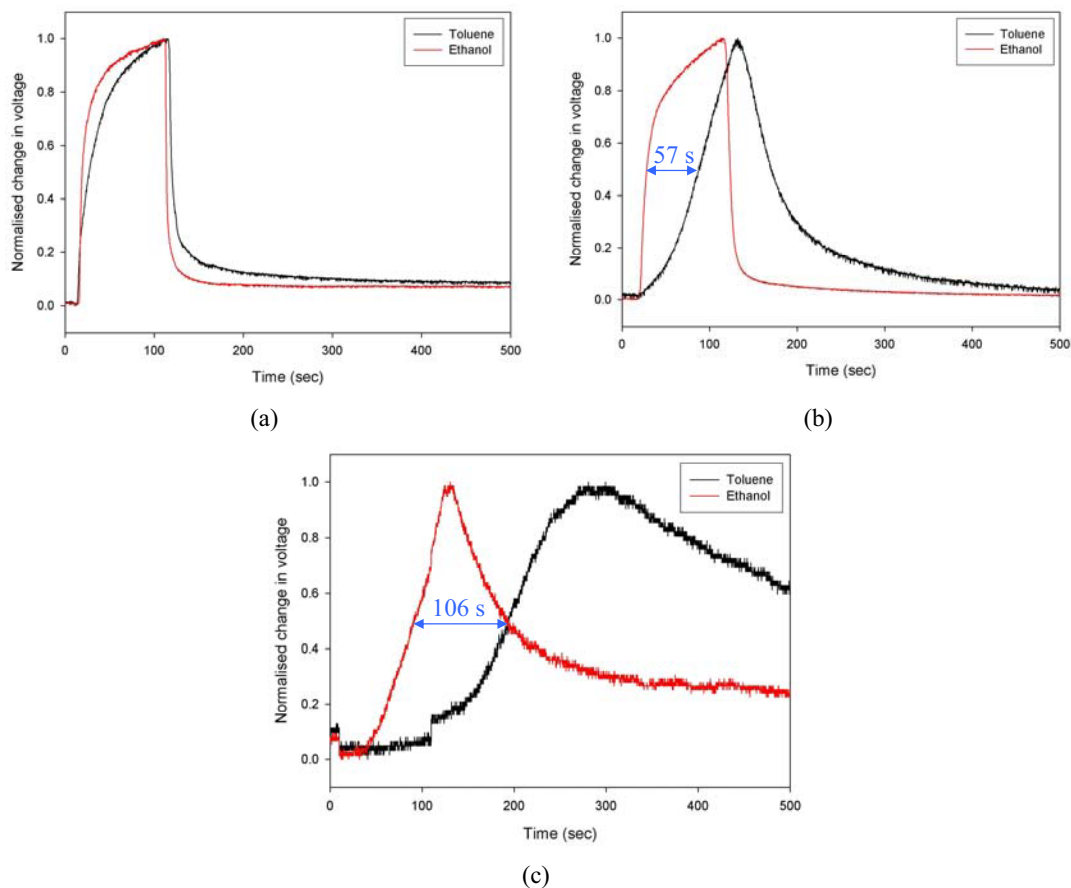 Normalised change in voltage
1.0
0.8
0.6
0.4
0.2
0.0
Toluene
Ethanol
0 100 200 300 400 500
Time (sec)
(a)
Normalised change in voltage
1.0
0.8
0.6
0.4
0.2
0.0
Toluene
Ethanol
57 s
0 100 200 300 400 500
Time (sec)
(b)
Normalised change in voltage
1.0
0.8
0.6
0.4
0.2
0.0
Toluene
Ethanol
106 s
0 100 200 300 400 500
Time (sec)
(c)